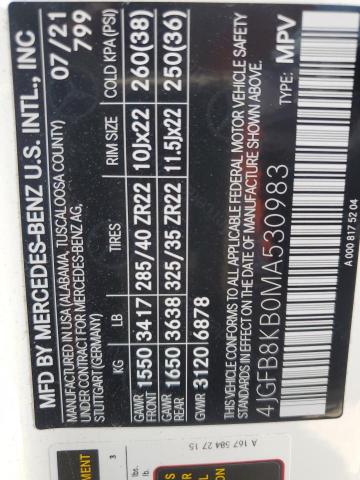 MFD BY MERCEDES-BENZ U.S. INTL., INC
MANUFACTURED IN USA (ALABAMA, TUSCALOOSA COUNTY) 07/21
UNDER CONTRACT FOR MERCEDES-BENZ AG,
STUTTGART (GERMANY) 799
KG LB TIRES RIM SIZE COLD KPA(PSI)
GAWR FRONT 1550 3417 285/40 ZR22 10Jx22 260(38)
GAWR REAR 1650 3638 325/35 ZR22 11.5Jx22 250(36)
GVWR 3120 6878
THIS VEHICLE CONFORMS TO ALL APPLICABLE FEDERAL MOTOR VEHICLE SAFETY
STANDARDS IN EFFECT ON THE DATE OF MANUFACTURE SHOWN ABOVE.
4JGFB8KB0MA530983 TYPE: MPV
A 000 817 52 04
A 167 584 27 15
3
lbs.
lb.